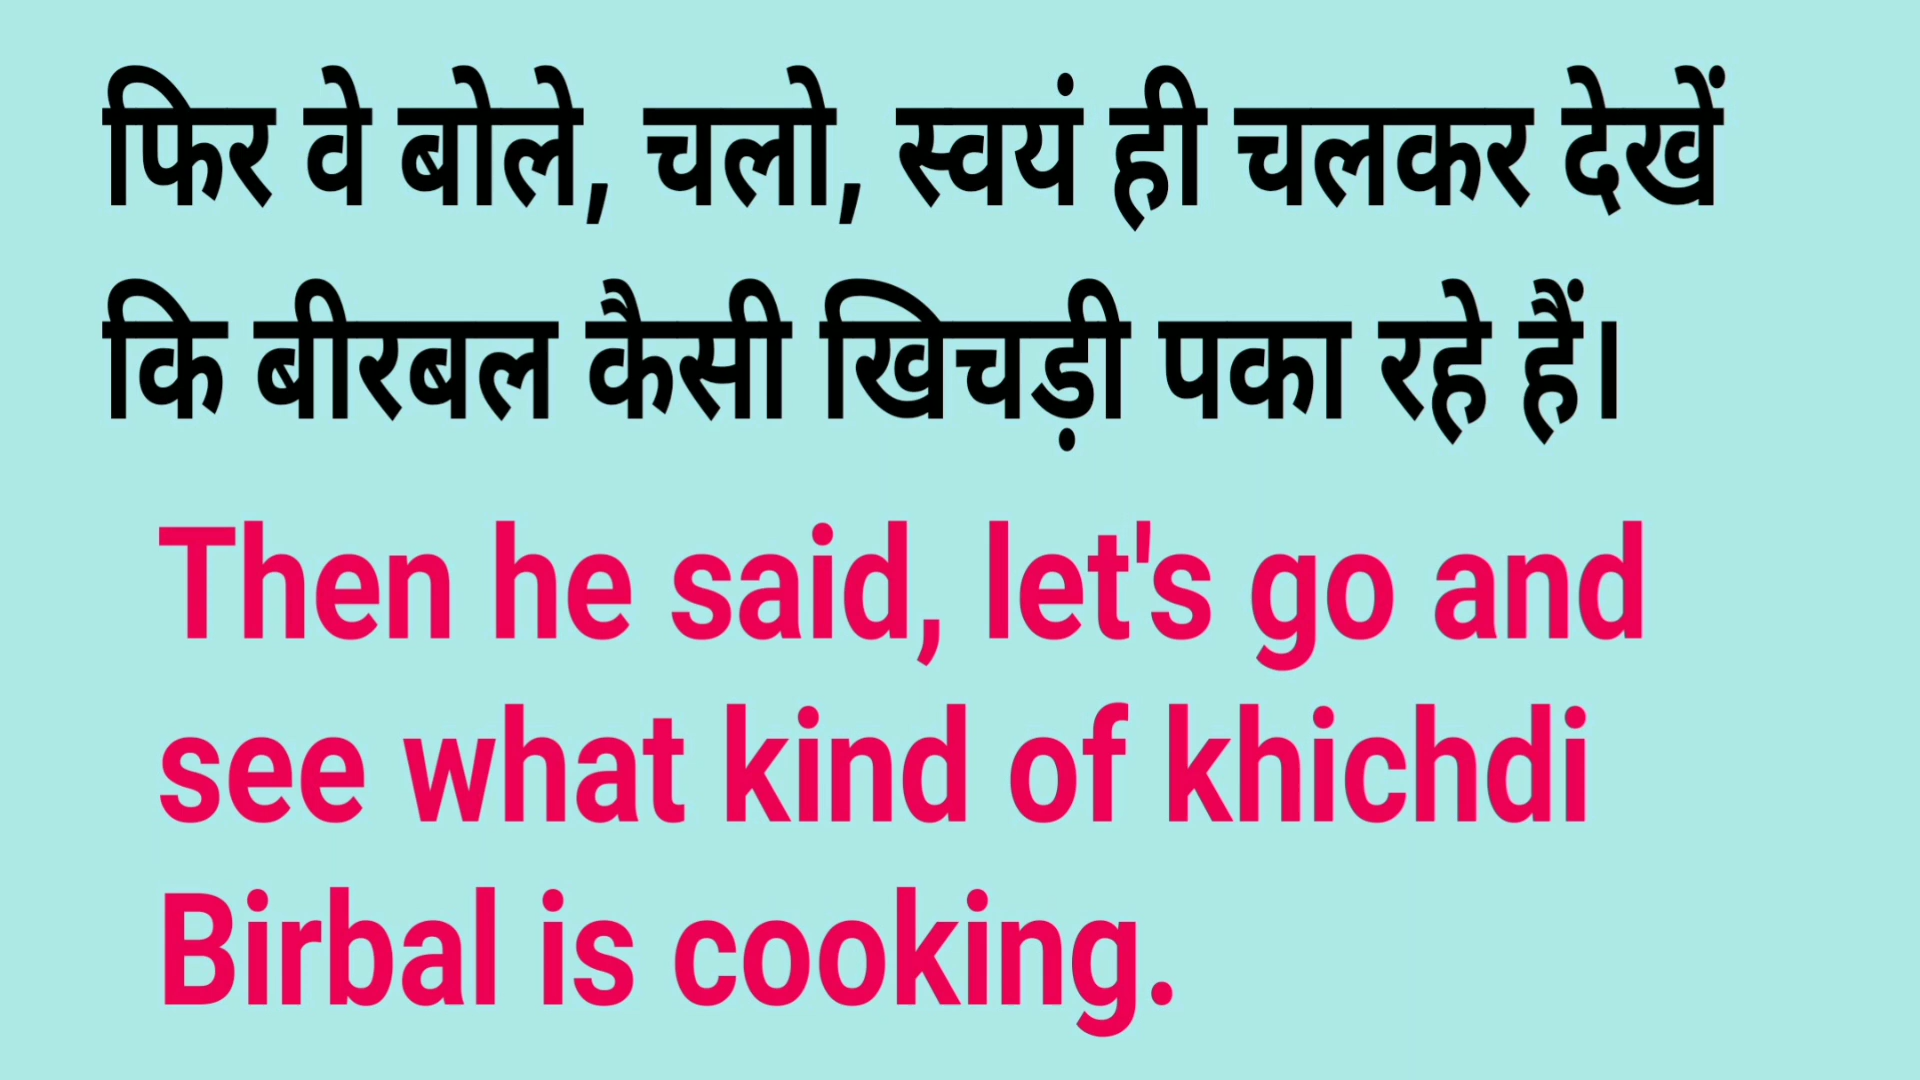 फिर वे बोले, चलो, स्वयं ही चलकर देखें
कि बीरबल कैसी खिचड़ी पका रहे हैं।
Then he said, let's go and
see what kind of khichdi
Birbal is cooking.